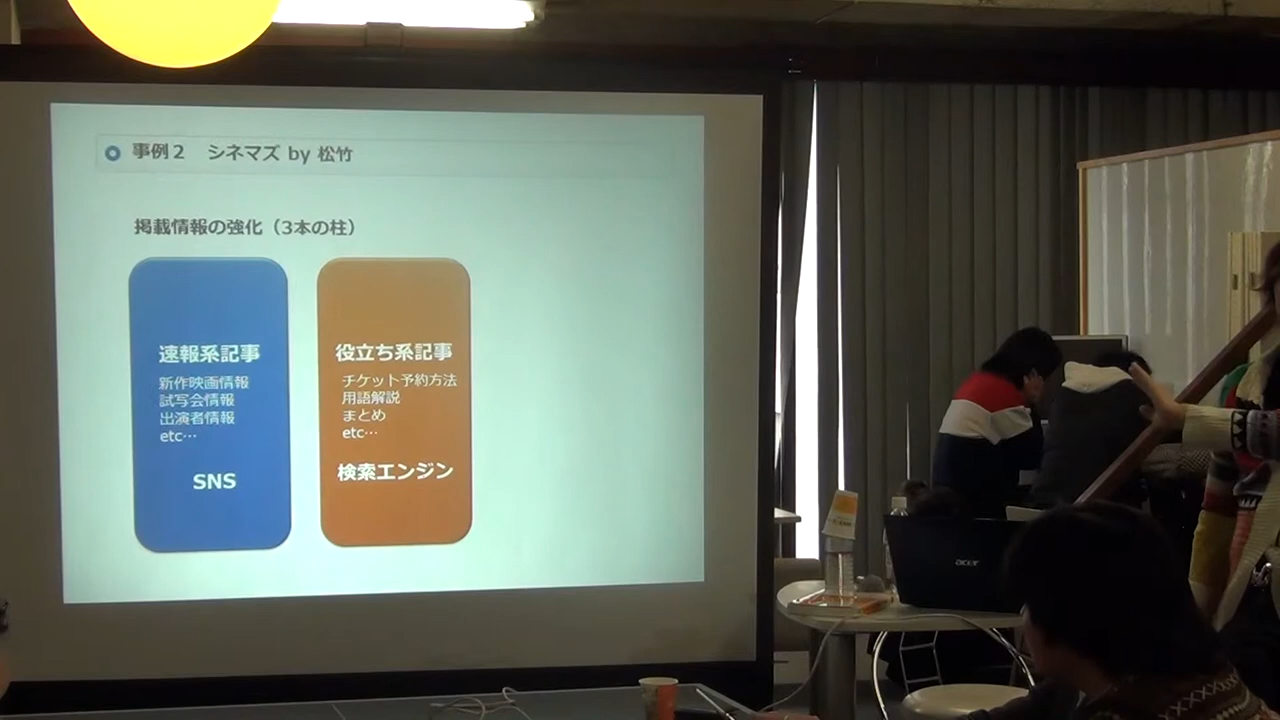 事例２ シネマズ by 松竹
掲載情報の強化（3本の柱）
速報系記事
新作映画情報
試写会情報
出演者情報
etc…
SNS
役立ち系記事
チケット予約方法
用語解説
まとめ
etc…
検索エンジン
acer